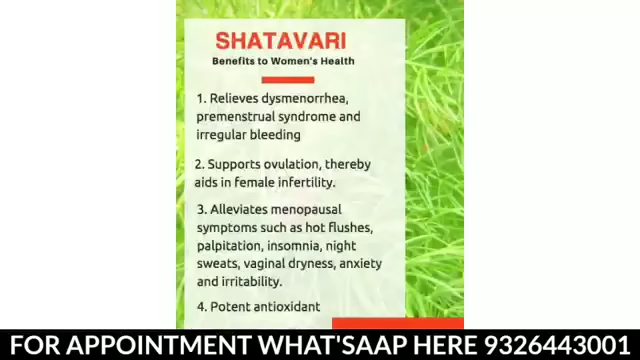 SHATAVARI
Benefits to Women's Health
1. Relieves dysmenorrhea,
premenstrual syndrome and
irregular bleeding
2. Supports ovulation, thereby
aids in female infertility.
3. Alleviates menopausal
symptoms such as hot flushes,
palpitation, insomnia, night
sweats, vaginal dryness, anxiety
and irritability.
4. Potent antioxidant
FOR APPOINTMENT WHAT'SAAP HERE 9326443001